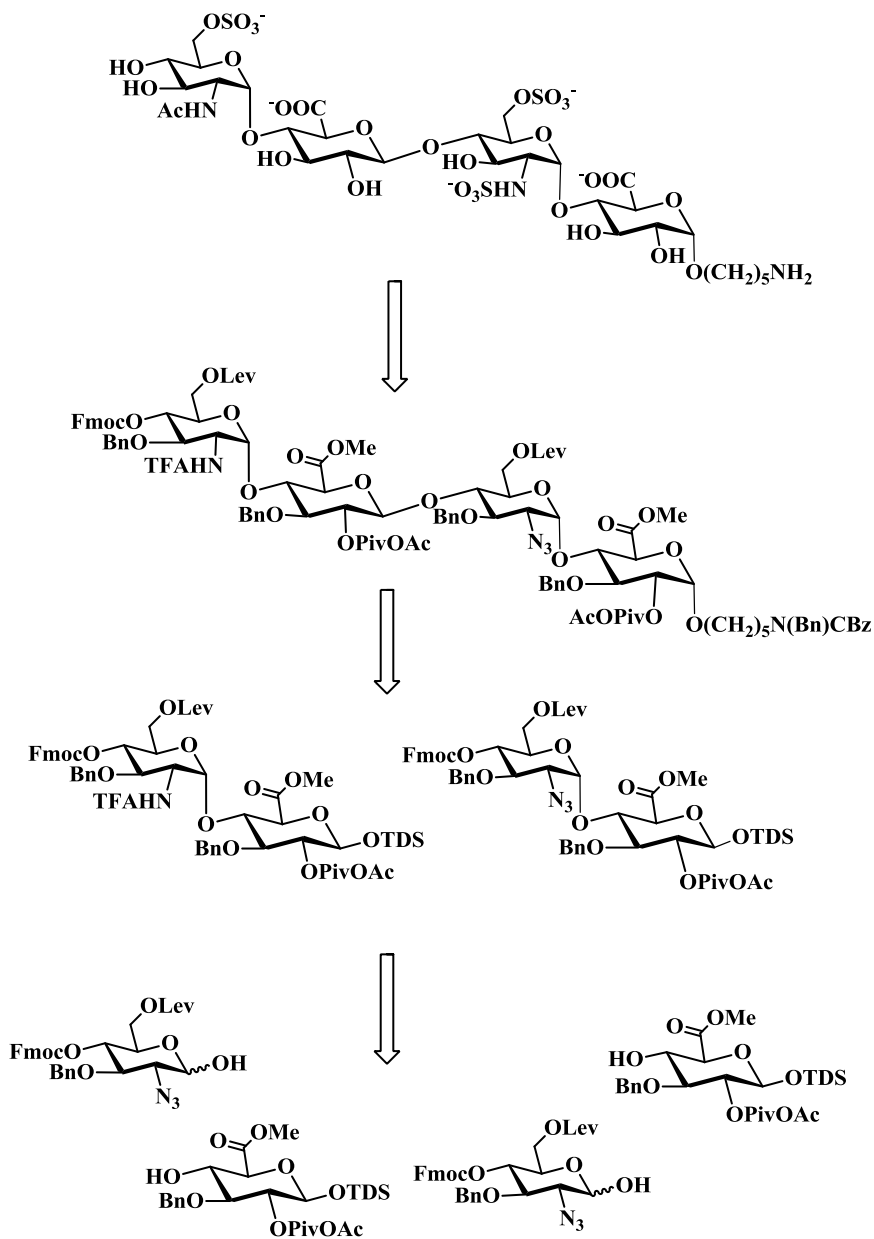 OSO₃⁻
HO
O
HO
AcHN
⁻OOC
OSO₃⁻
O
O
O
O
HO
HO
OH
⁻O₃SHN
⁻OOC
O
O
HO
OH
O(CH₂)₅NH₂
OLev
FmocO
O
BnO
TFAHN
O
OMe
OLev
O
O
O
O
BnO
BnO
OPivOAc
N₃
O
OMe
O
O
BnO
AcOPivO
O(CH₂)₅N(Bn)CBz
OLev
OLev
FmocO
O
FmocO
O
BnO
BnO
TFAHN
O
OMe
N₃
O
OMe
O
O
OTDS
O
O
OTDS
BnO
OPivOAc
BnO
OPivOAc
OLev
O
OMe
FmocO
O
OH
HO
O
BnO
OTDS
N₃
BnO
OPivOAc
O
OMe
OLev
HO
O
FmocO
O
OTDS
OH
BnO
BnO
OPivOAc
N₃